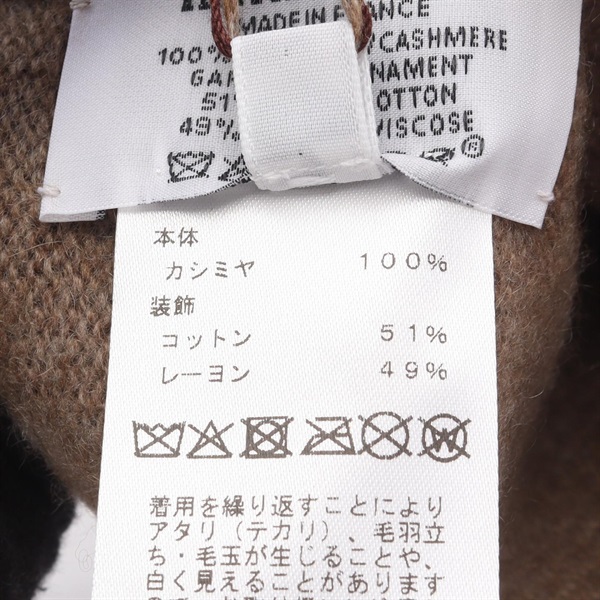 MADE IN FRANCE
100% CASHMERE
51% COTTON
49% VISCOSE
®
本体
カシミヤ 100%
装飾
コットン 51%
レーヨン 49%
W
着用を繰り返すことにより
アタリ（テカリ）、毛羽立
ち・毛玉が生じることや、
白く見えることがあります